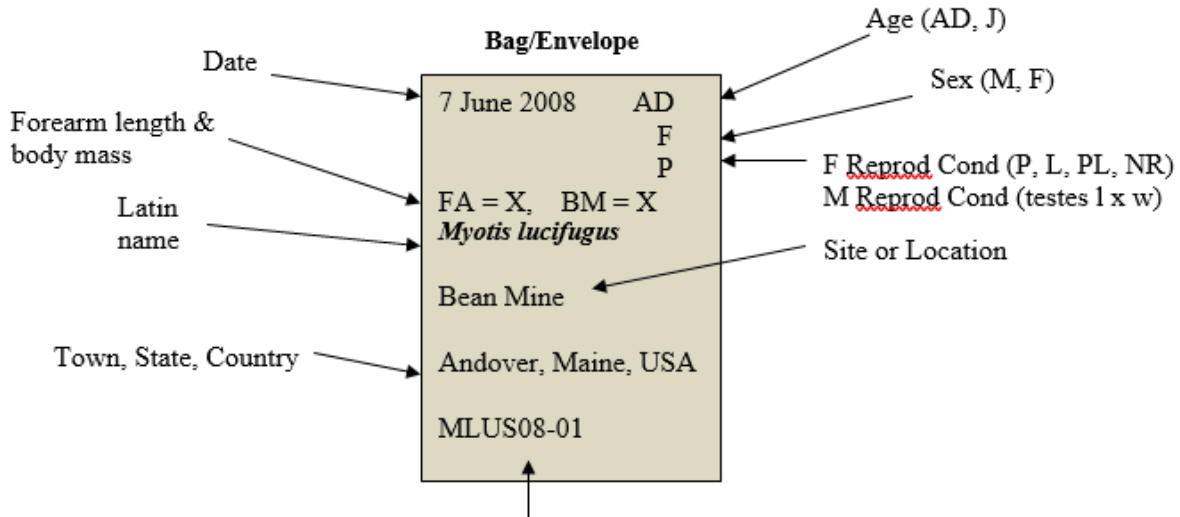 Bag/Envelope
Date
Age (AD, J)
Sex (M, F)
7 June 2008 AD
F
P
Forearm length &
body mass
F Reprod Cond (P, L, PL, NR)
M Reprod Cond (testes l x w)
FA = X, BM = X
Latin
name
Myotis lucifugus
Site or Location
Bean Mine
Town, State, Country
Andover, Maine, USA
MLUS08-01